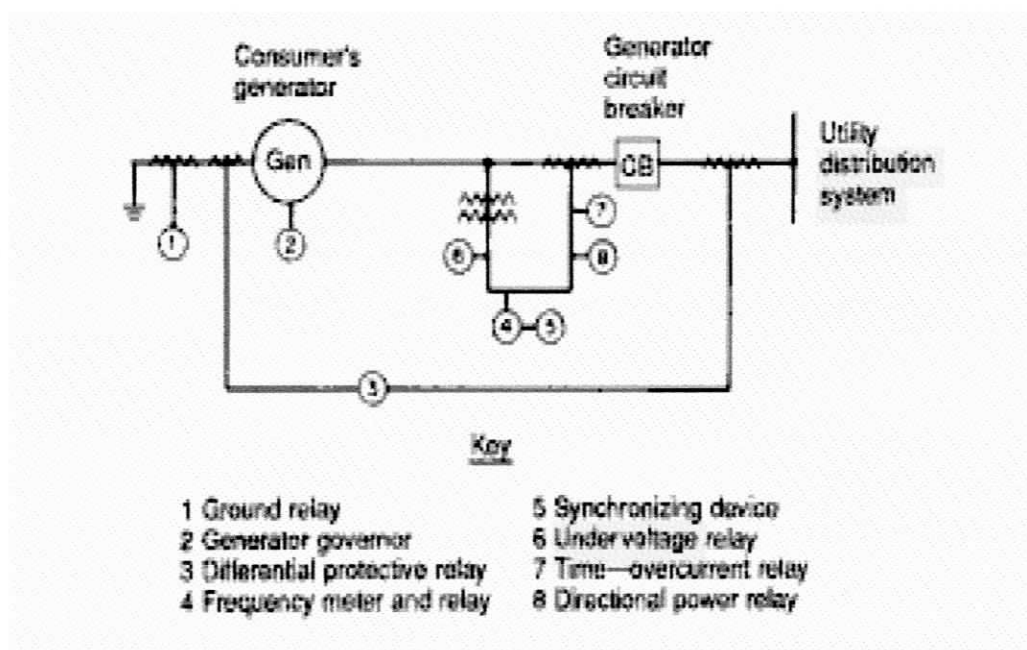 Consumer's
generator
Generator
circuit
breaker
Gen
CB
Utility
distribution
system
1
2
7
6
8
4
5
3
Key
1 Ground relay
2 Generator governor
3 Differential protective relay
4 Frequency meter and relay
5 Synchronizing device
6 Undervoltage relay
7 Time—overcurrent relay
8 Directional power relay